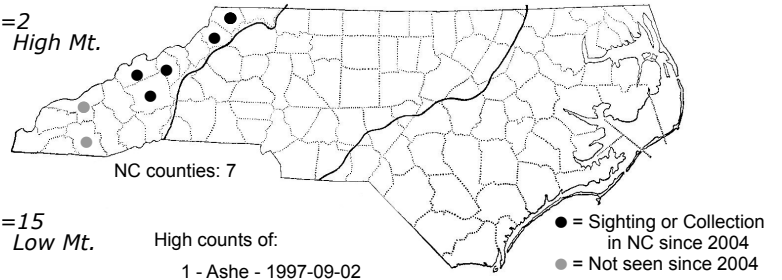 =2
High Mt.
NC counties: 7
=15
Low Mt.
High counts of:
1 - Ashe - 1997-09-02
= Sighting or Collection
in NC since 2004
= Not seen since 2004